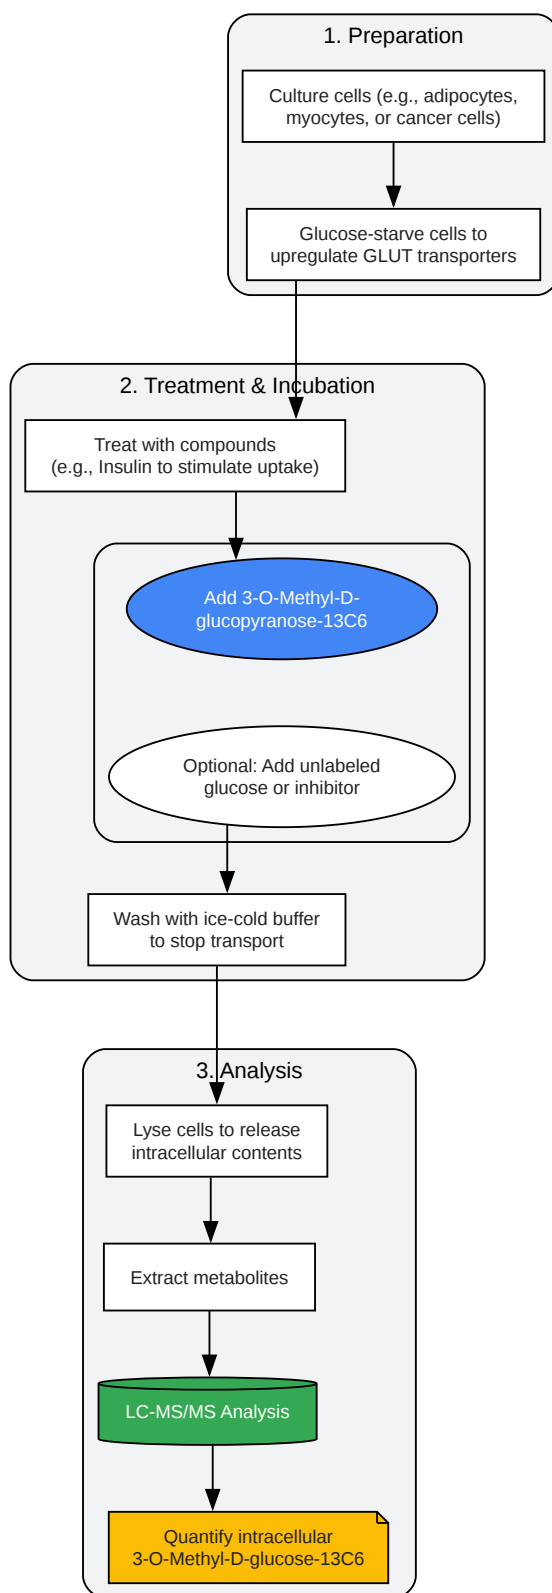 1. Preparation
Culture cells (e.g., adipocytes,
myocytes, or cancer cells)
Glucose-starve cells to
upregulate GLUT transporters
2. Treatment & Incubation
Treat with compounds
(e.g., Insulin to stimulate uptake)
Add 3-O-Methyl-D-
glucopyranose-13C6
Optional: Add unlabeled
glucose or inhibitor
Wash with ice-cold buffer
to stop transport
3. Analysis
Lyse cells to release
intracellular contents
Extract metabolites
LC-MS/MS Analysis
Quantify intracellular
3-O-Methyl-D-glucose-13C6